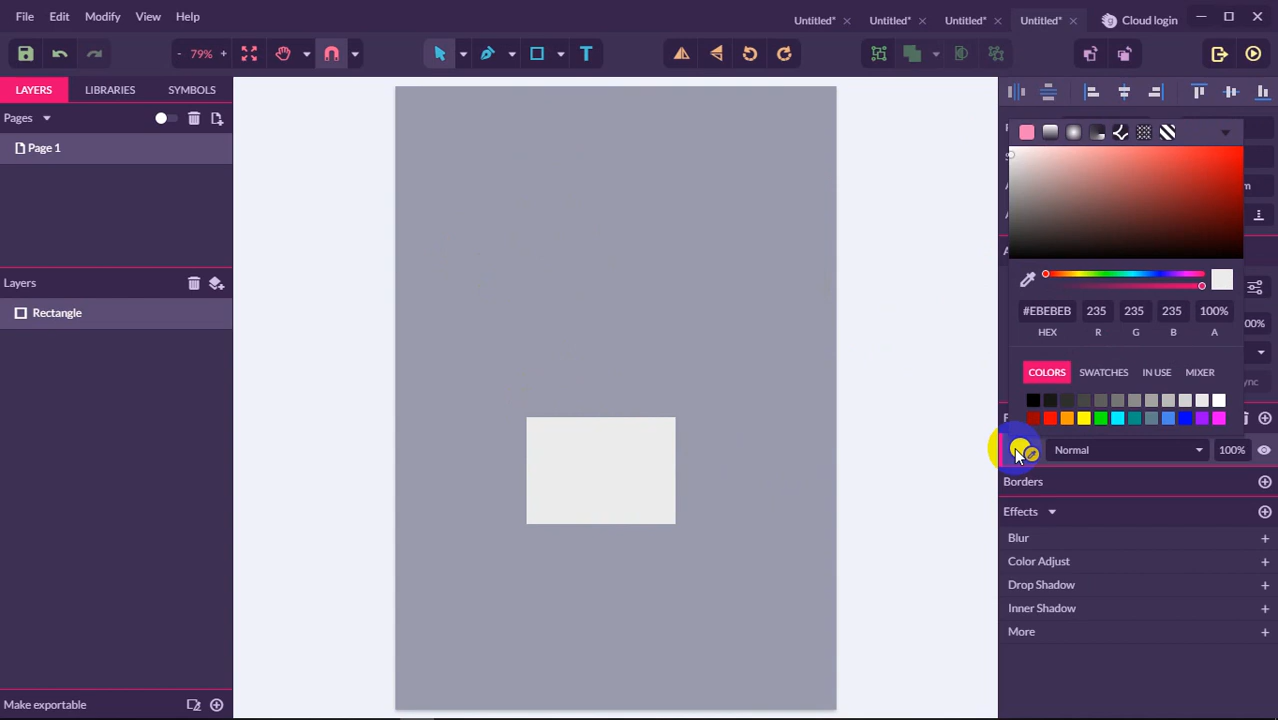 File Edit Modify View Help
Untitled* Untitled* Untitled* Untitled* Cloud login
- 79% + T
LAYERS LIBRARIES SYMBOLS
Pages
Page 1
Layers
Rectangle
Make exportable
m
#EBEBEB 235 235 235 100%
HEX R G B A
00%
COLORS SWATCHES IN USE MIXER
nc
Normal 100%
Borders
Effects
Blur +
Color Adjust +
Drop Shadow +
Inner Shadow +
More +